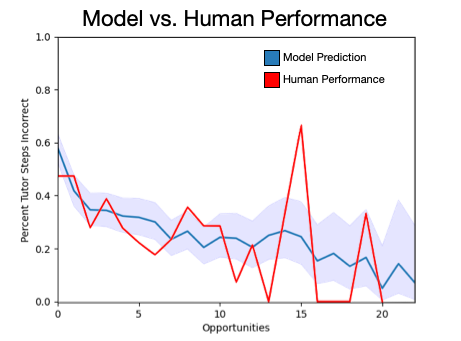 Model vs. Human Performance
1.0
0.8
0.6
0.4
0.2
0.0
Percent Tutor Steps Incorrect
Model Prediction
Human Performance
0
5
10
15
20
Opportunities